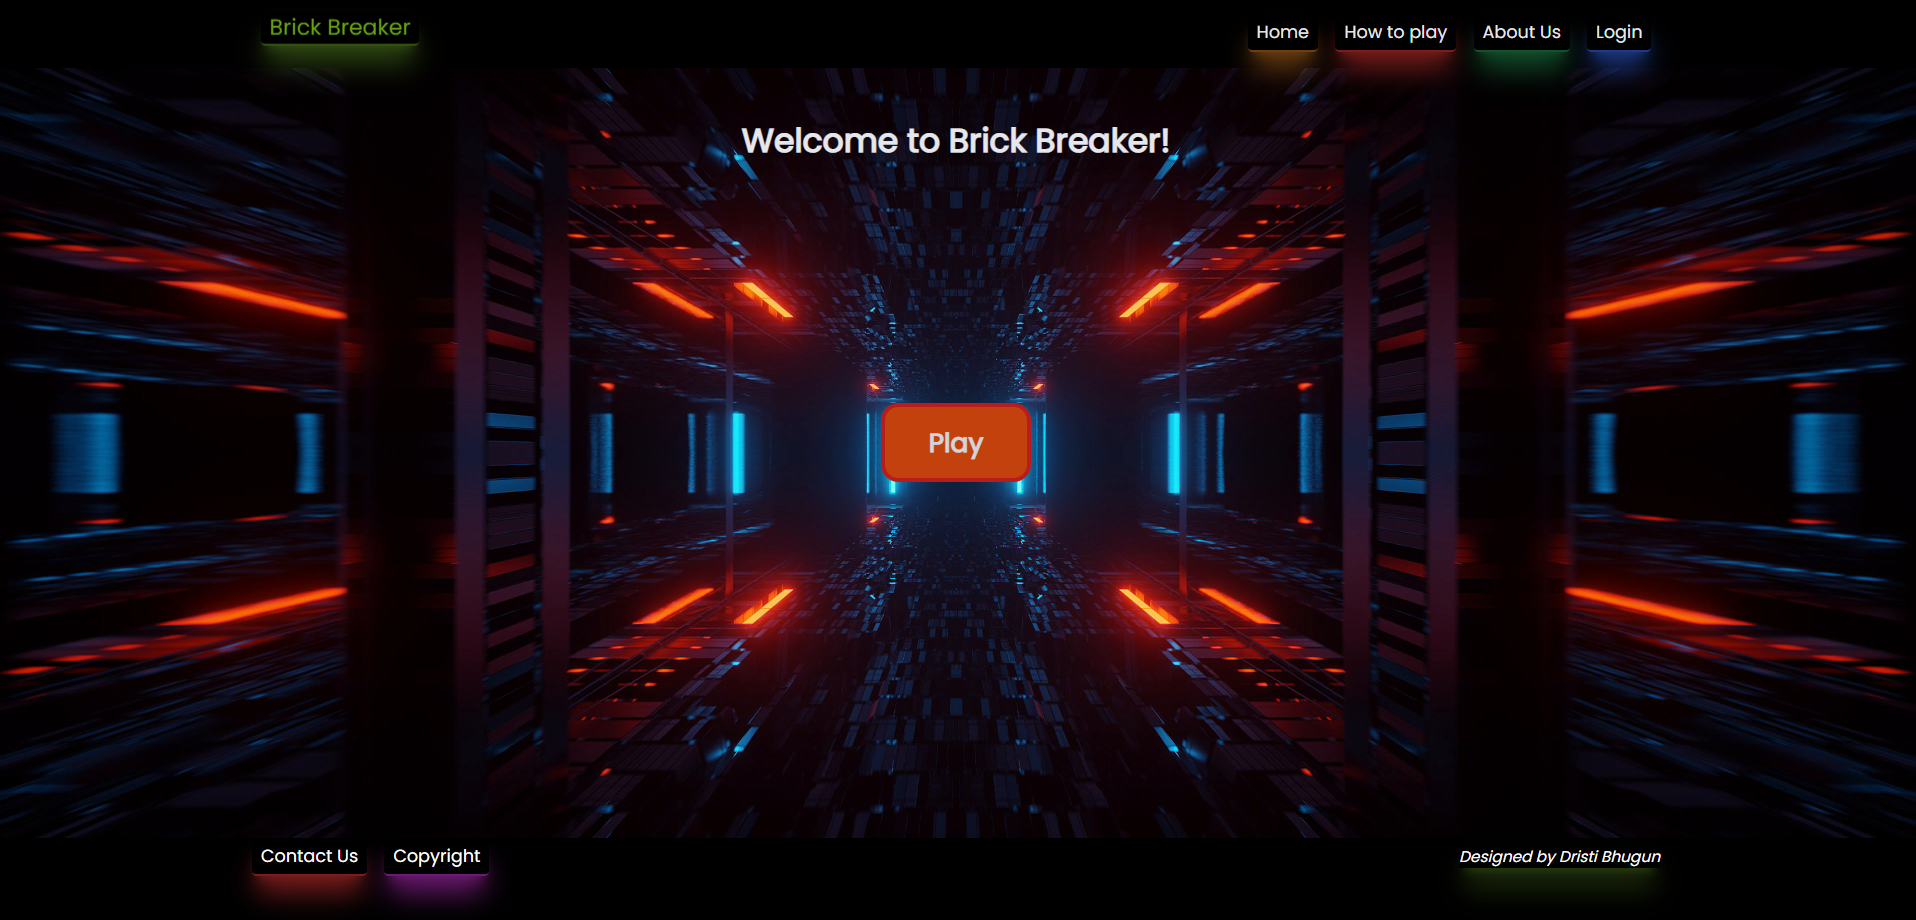 Brick Breaker
Home How to play About Us Login
Welcome to Brick Breaker!
Play
Contact Us Copyright
Designed by Dristi Bhugun